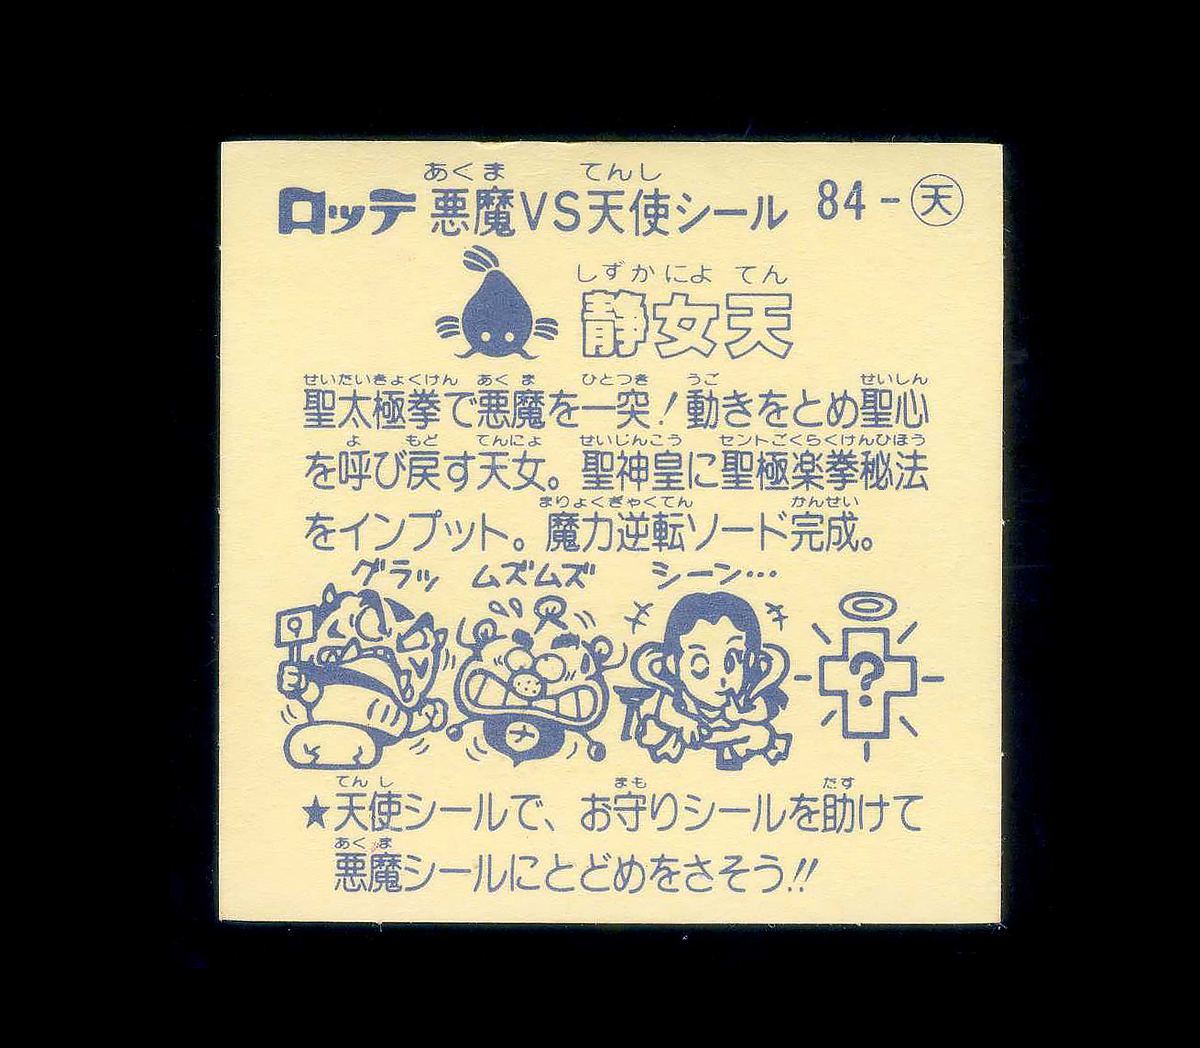 あくま てんし
ロッテ 悪魔VS天使シール 84-天
しずかによ てん
静女天
せいたいきょくけん あくま ひとつき うご せいしん
聖太極拳で悪魔を一突!動きをとめ聖心
よ もど てんにょ せいじんこう セントごくらくけんひほう
を呼び戻す天女。聖神皇に聖極楽拳秘法
まりょくぎゃくてん かんせい
をインプット。魔力逆転ソード完成。
グラッ ムズムズ シーン…
?
てんし まも たす
★天使シールで、お守りシールを助けて
あくま
悪魔シールにとどめをさそう!!